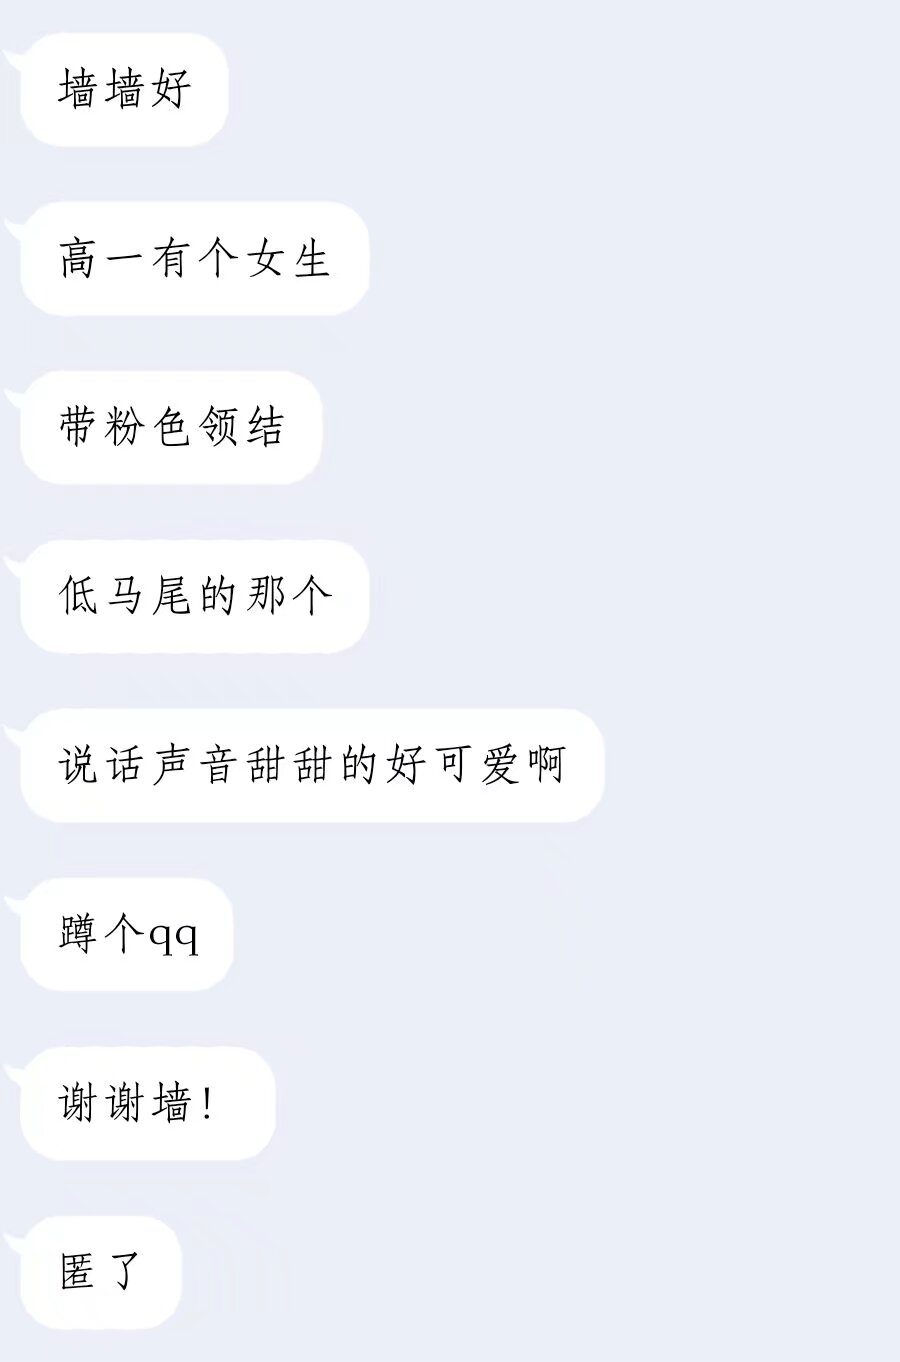 墙墙好
高一有个女生
带粉色领结
低马尾的那个
说话声音甜甜的好可爱啊
蹲个qq
谢谢墙!
匿了